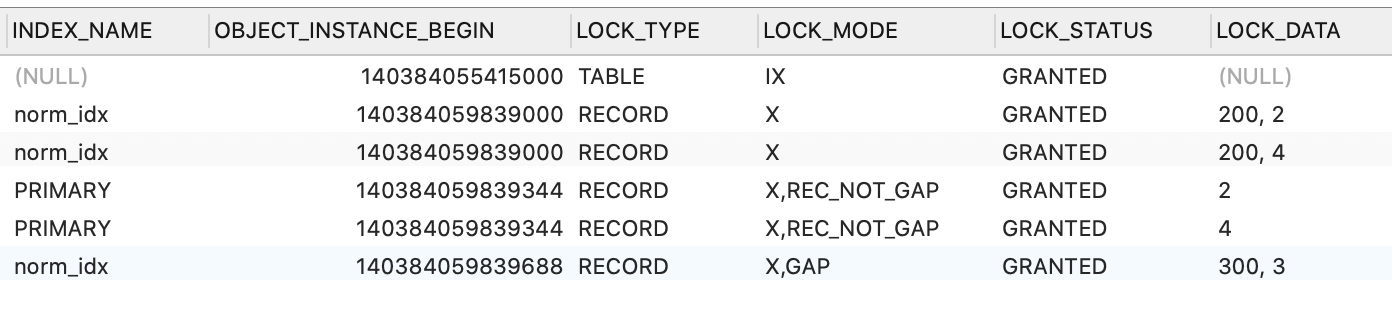 INDEX_NAME OBJECT_INSTANCE_BEGIN LOCK_TYPE LOCK_MODE LOCK_STATUS LOCK_DATA
(NULL) 140384055415000 TABLE IX GRANTED (NULL)
norm_idx 140384059839000 RECORD X GRANTED 200, 2
norm_idx 140384059839000 RECORD X GRANTED 200, 4
PRIMARY 140384059839344 RECORD X,REC_NOT_GAP GRANTED 2
PRIMARY 140384059839344 RECORD X,REC_NOT_GAP GRANTED 4
norm_idx 140384059839688 RECORD X,GAP GRANTED 300, 3